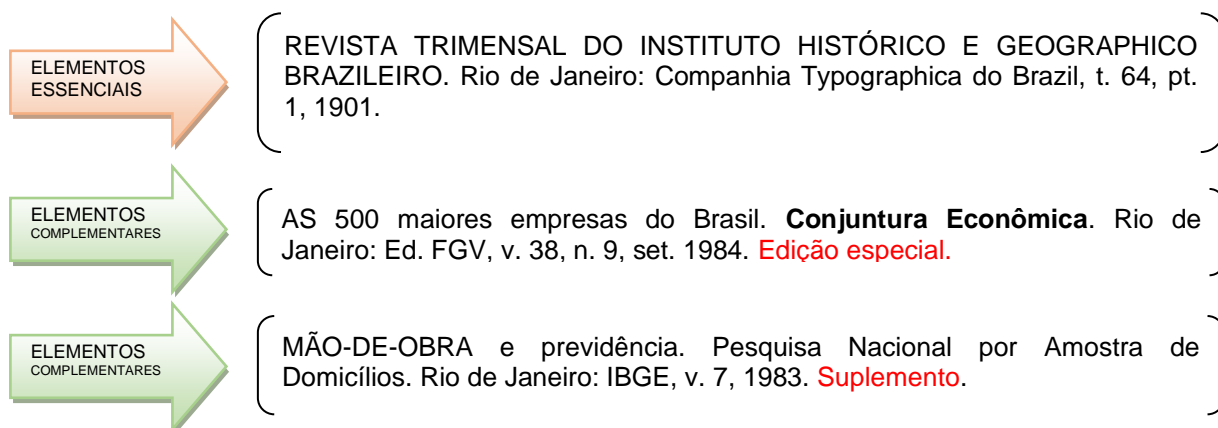 ELEMENTOS
ESSENCIAIS
REVISTA TRIMENSAL DO INSTITUTO HISTÓRICO E GEOGRAPHICO
BRAZILEIRO. Rio de Janeiro: Companhia Typographica do Brazil, t. 64, pt.
1, 1901.
ELEMENTOS
COMPLEMENTARES
AS 500 maiores empresas do Brasil. Conjuntura Econômica. Rio de
Janeiro: Ed. FGV, v. 38, n. 9, set. 1984. Edição especial.
ELEMENTOS
COMPLEMENTARES
MÃO-DE-OBRA e previdência. Pesquisa Nacional por Amostra de
Domicílios. Rio de Janeiro: IBGE, v. 7, 1983. Suplemento.